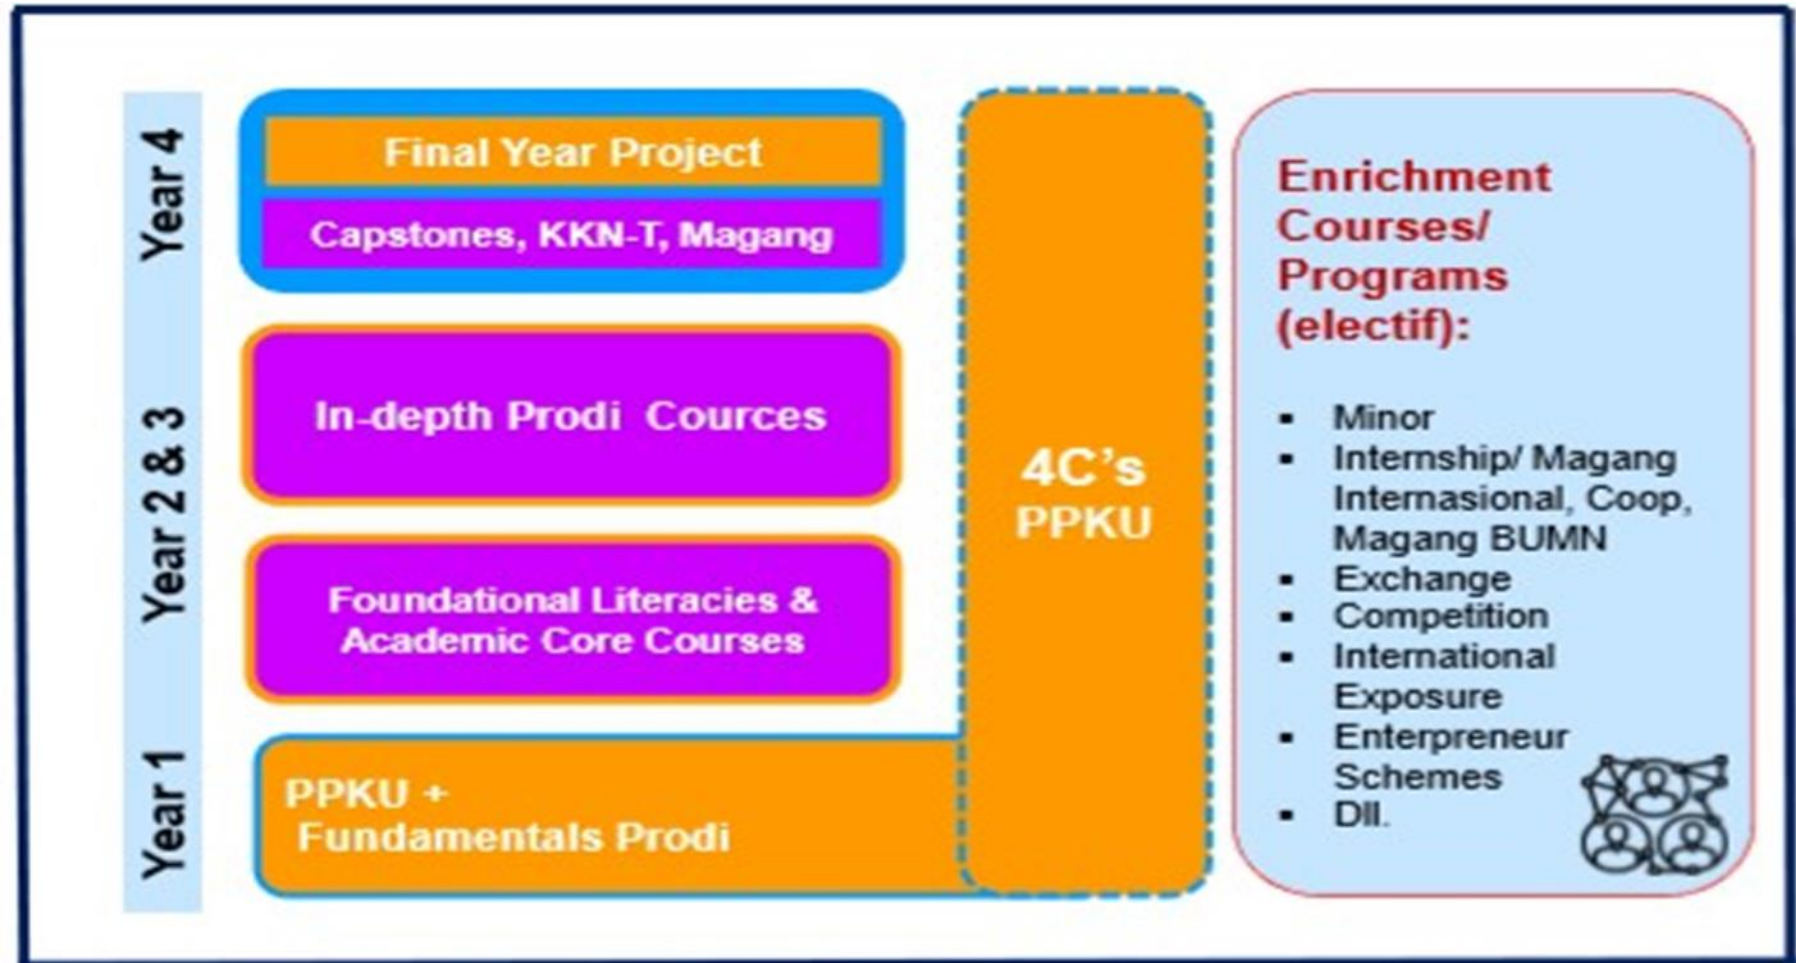 Year 4
Final Year Project
Capstones, KKN-T, Magang
Year 2 & 3
In-depth Prodi Cources
Foundational Literacies &
Academic Core Courses
Year 1
PPKU +
Fundamentals Prodi
4C's
PPKU
Enrichment
Courses/
Programs
(electif):
▪ Minor
▪ Internship/ Magang
Internasional, Coop,
Magang BUMN
▪ Exchange
▪ Competition
▪ International
Exposure
▪ Enterpreneur
Schemes
▪ Dll.